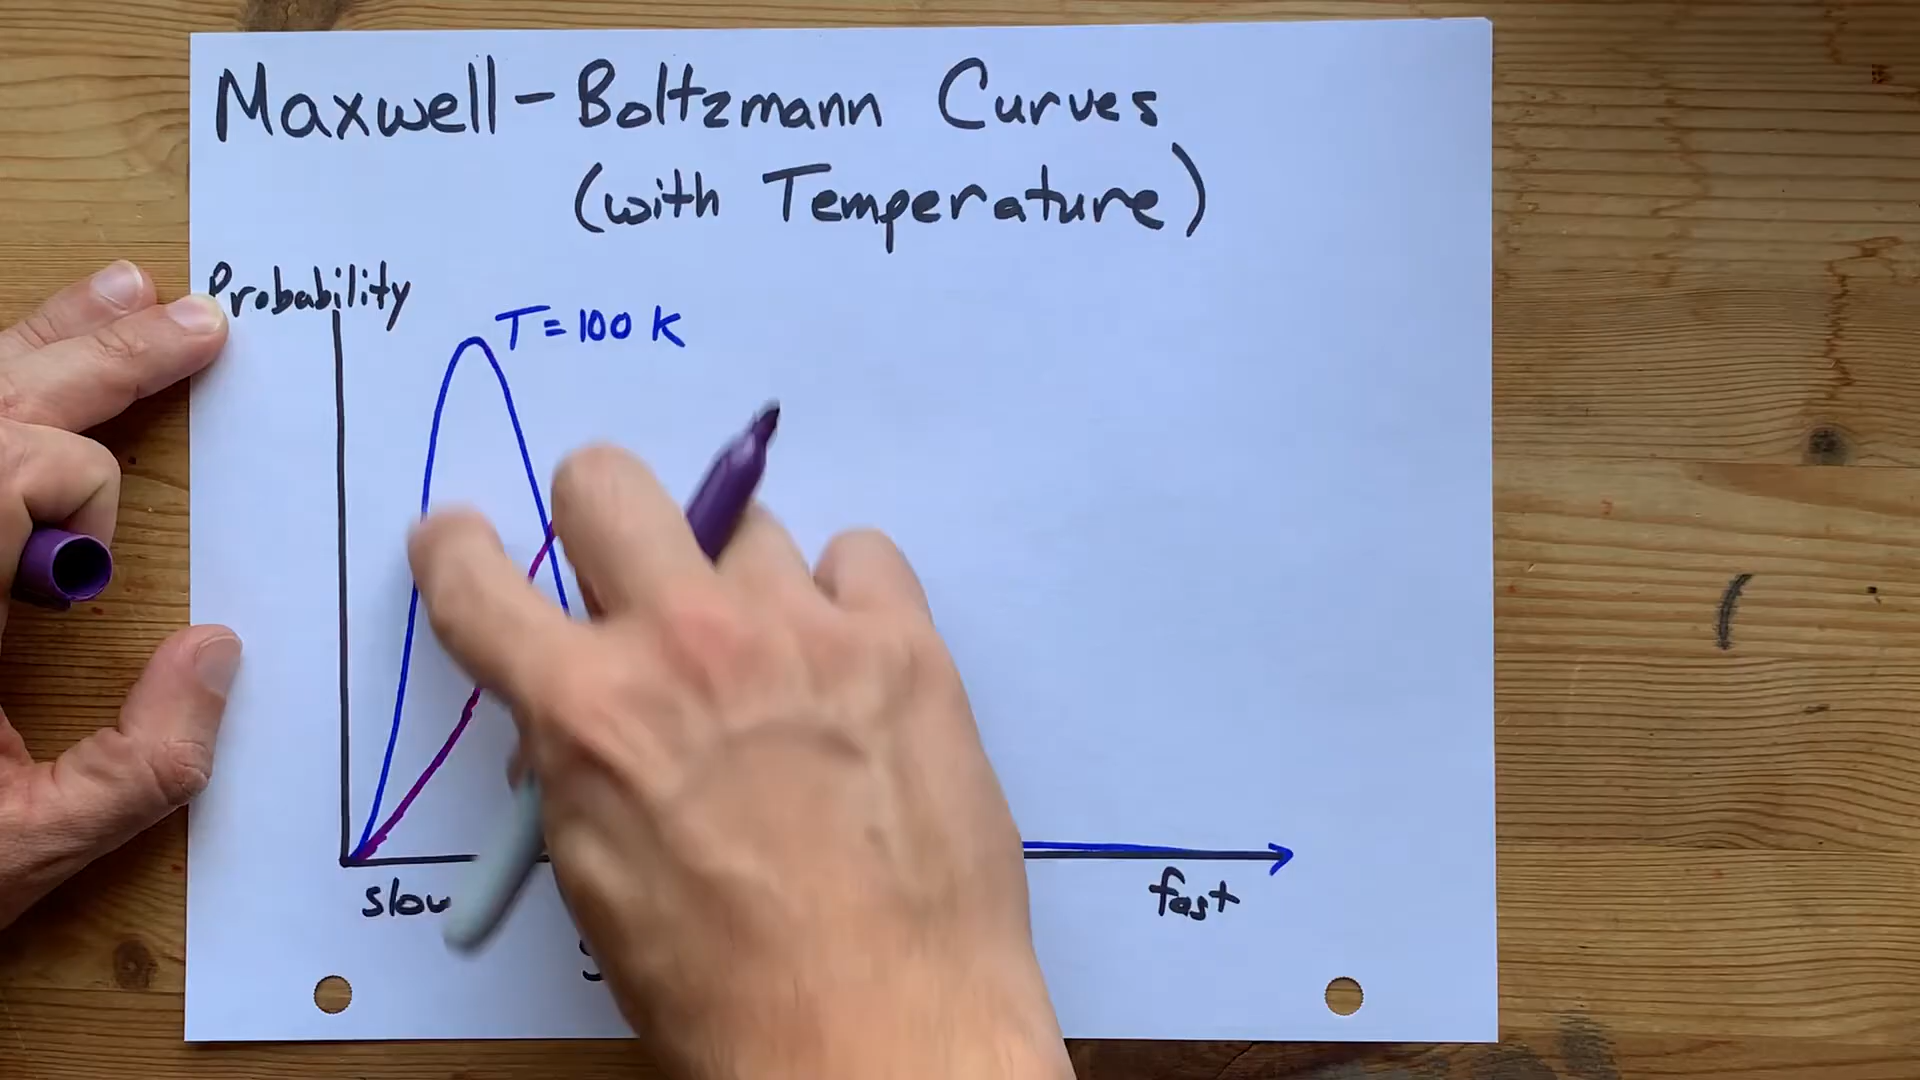 Maxwell-Boltzmann Curves
(with Temperature)
Probability
T=100 K
slow
fast